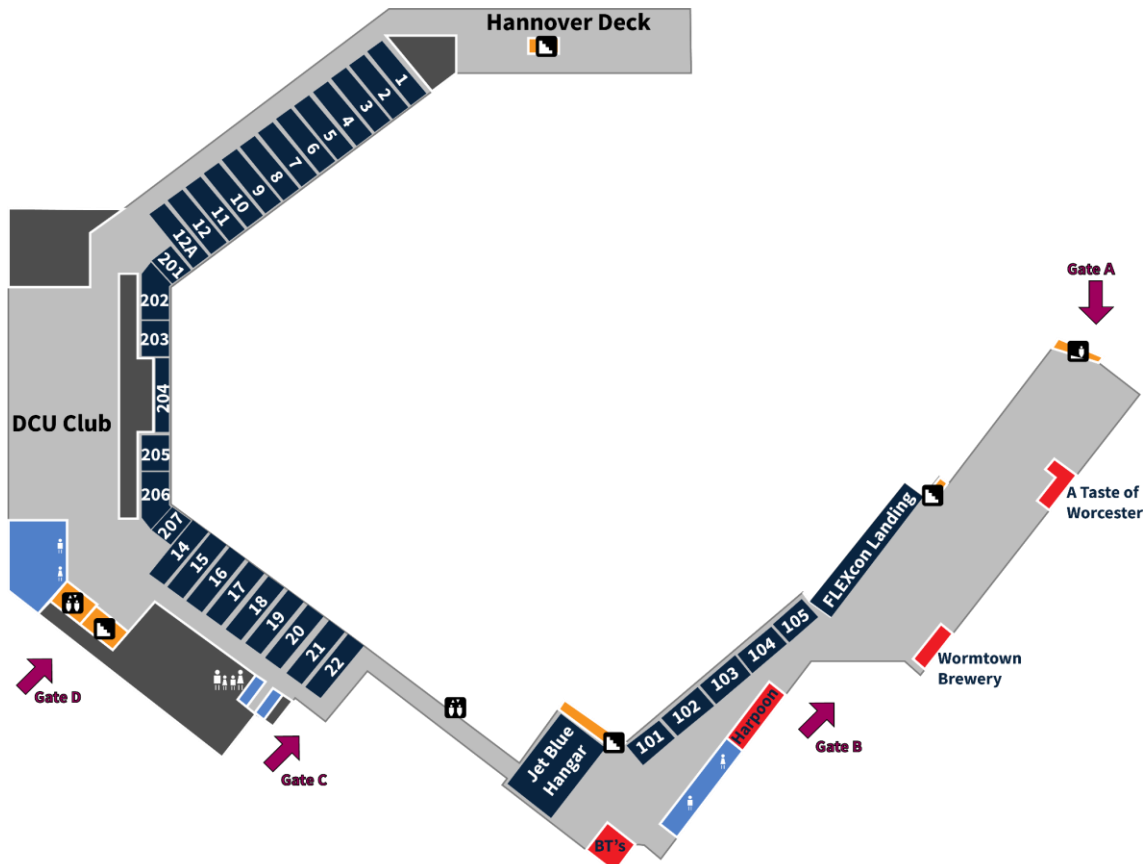 Hannover Deck
1
2
3
4
5
6
7
8
9
10
11
12
12A
201
202
203
204
205
206
207
DCU Club
14
15
16
17
18
19
20
21
22
Gate A
A Taste of
Worcester
FLEXcon Landing
105
104
103
102
101
Wormtown
Brewery
Harpoon
Gate B
Jet Blue
Hangar
BT's
Gate D
Gate C